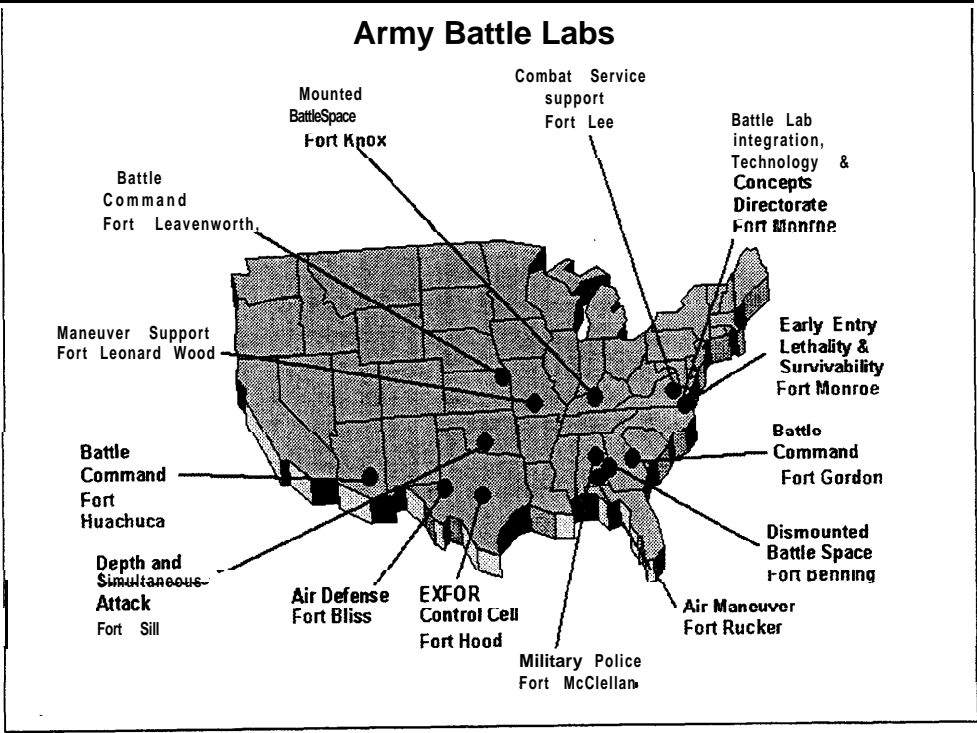 Army Battle Labs
Combat Service
support
Fort Lee
Mounted
BattleSpace
Fort Knox
Battle Lab
integration,
Technology &
Concepts
Directorate
Fort Monroe
Battle
Command
Fort Leavenworth,
Maneuver Support
Fort Leonard Wood
Early Entry
Lethality &
Survivability
Fort Monroe
Battle
Command
Fort Gordon
Battle
Command
Fort
Huachuca
Dismounted
Battle Space
Fort Benning
Depth and
Simultaneous
Attack
Fort Sill
Air Defense
Fort Bliss
EXFOR
Control Cell
Fort Hood
Air Maneuver
Fort Rucker
Military Police
Fort McClellan